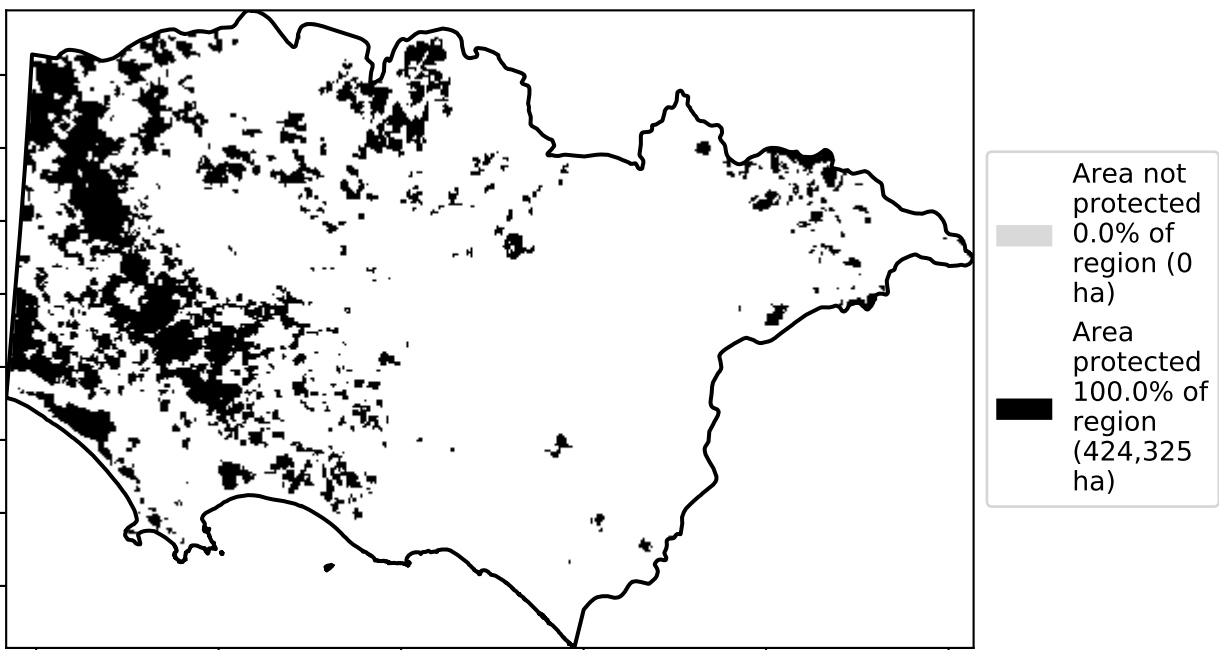 Area not
protected
0.0% of
region (0
ha)
Area
protected
100.0% of
region
(424,325
ha)